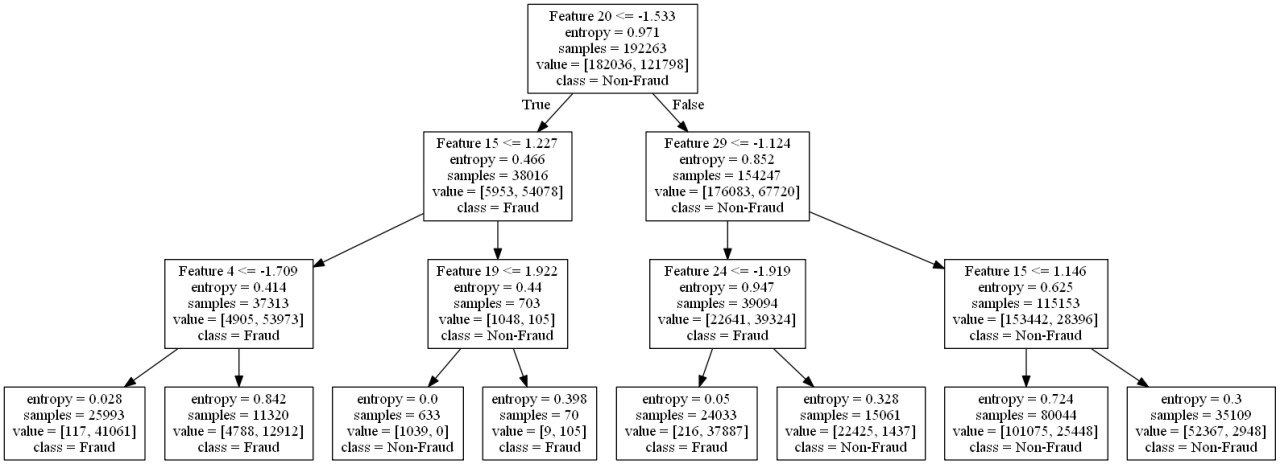 Feature 20 <= -1.533
entropy = 0.971
samples = 192263
value = [182036, 121798]
class = Non-Fraud
True
False
Feature 15 <= 1.227
entropy = 0.466
samples = 38016
value = [5953, 54078]
class = Fraud
Feature 29 <= -1.124
entropy = 0.852
samples = 154247
value = [176083, 67720]
class = Non-Fraud
Feature 4 <= -1.709
entropy = 0.414
samples = 37313
value = [4905, 53973]
class = Fraud
Feature 19 <= 1.922
entropy = 0.44
samples = 703
value = [1048, 105]
class = Non-Fraud
Feature 24 <= -1.919
entropy = 0.947
samples = 39094
value = [22641, 39324]
class = Fraud
Feature 15 <= 1.146
entropy = 0.625
samples = 115153
value = [153442, 28396]
class = Non-Fraud
entropy = 0.028
samples = 25993
value = [117, 41061]
class = Fraud
entropy = 0.842
samples = 11320
value = [4788, 12912]
class = Fraud
entropy = 0.0
samples = 633
value = [1039, 0]
class = Non-Fraud
entropy = 0.398
samples = 70
value = [9, 105]
class = Fraud
entropy = 0.05
samples = 24033
value = [216, 37887]
class = Fraud
entropy = 0.328
samples = 15061
value = [22425, 1437]
class = Non-Fraud
entropy = 0.724
samples = 80044
value = [101075, 25448]
class = Non-Fraud
entropy = 0.3
samples = 35109
value = [52367, 2948]
class = Non-Fraud